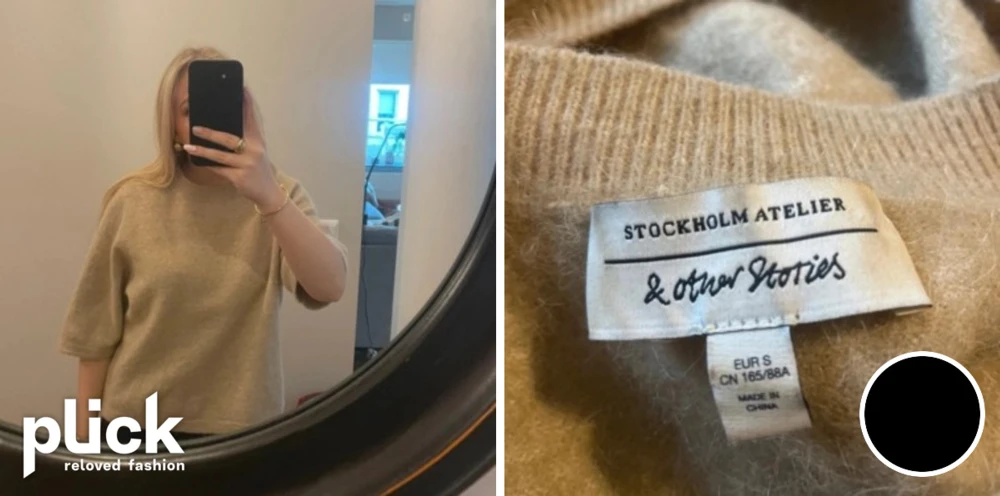 plick
reloved fashion
STOCKHOLM ATELIER
& other Stories
EUR S
CN 165/88A
MADE IN
CHINA